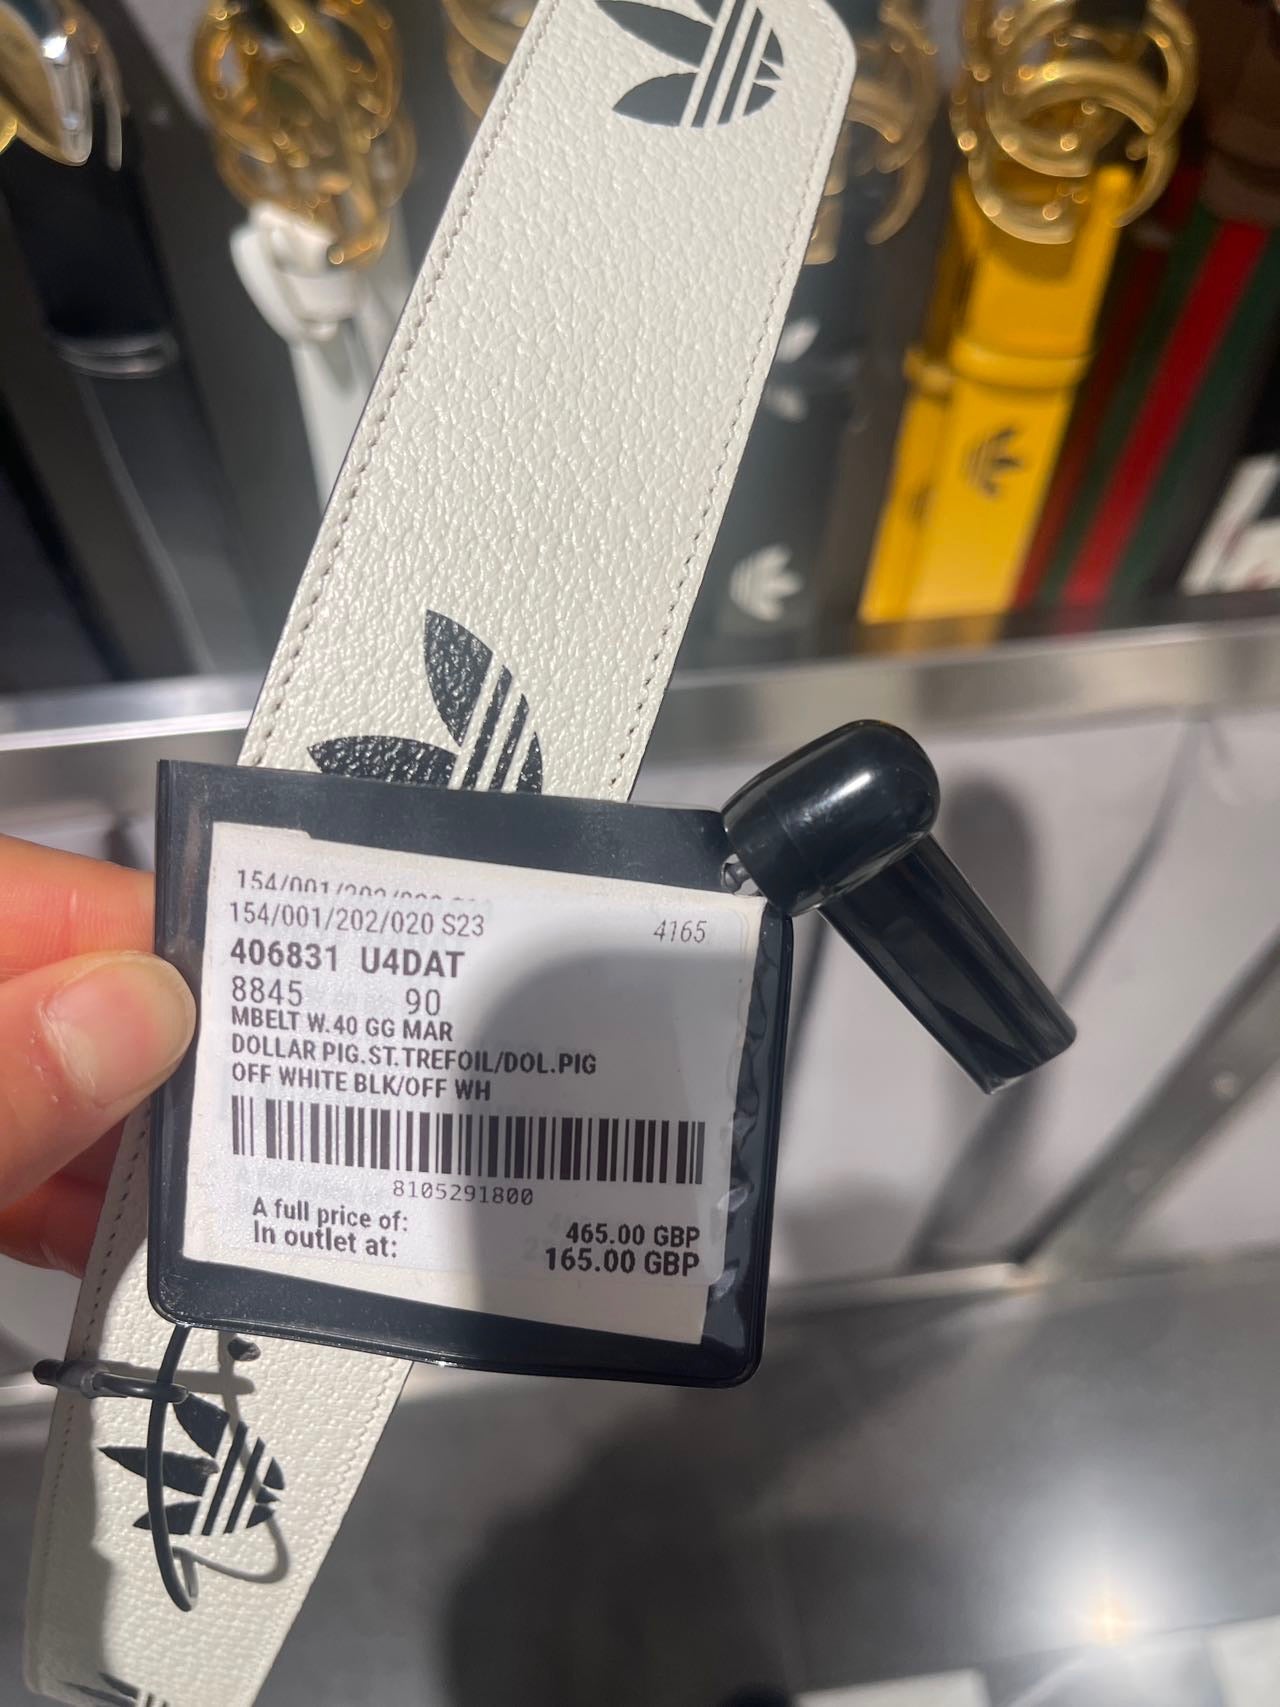 154/001/202/020 S23 4165
406831 U4DAT
8845 90
MBELT W.40 GG MAR
DOLLAR PIG.ST.TREFOIL/DOL.PIG
OFF WHITE BLK/OFF WH
8105291800
A full price of: 465.00 GBP
In outlet at: 165.00 GBP